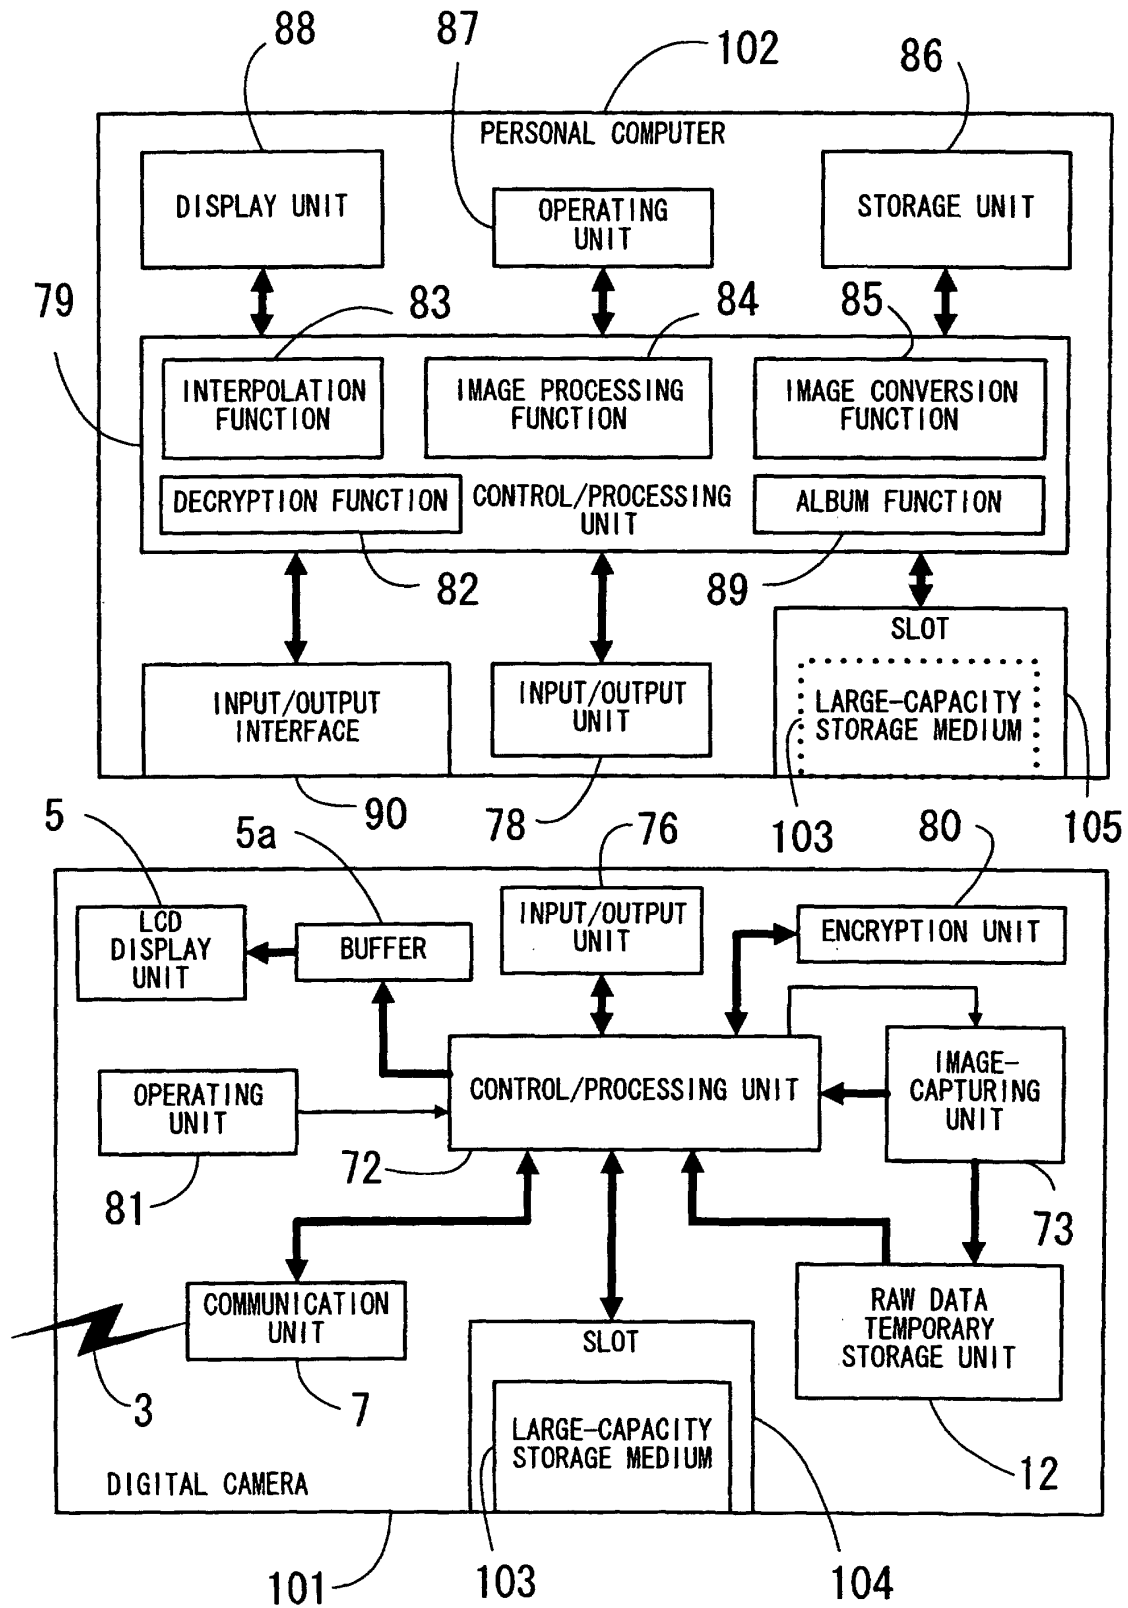 88
87
102
86
PERSONAL COMPUTER
DISPLAY UNIT
OPERATING
UNIT
STORAGE UNIT
79
83
84
85
INTERPOLATION
FUNCTION
IMAGE PROCESSING
FUNCTION
IMAGE CONVERSION
FUNCTION
DECRYPTION FUNCTION
CONTROL/PROCESSING
UNIT
ALBUM FUNCTION
82
89
SLOT
INPUT/OUTPUT
INTERFACE
INPUT/OUTPUT
UNIT
LARGE-CAPACITY
STORAGE MEDIUM
90
78
103
105
5
5a
76
80
LCD
DISPLAY
UNIT
BUFFER
INPUT/OUTPUT
UNIT
ENCRYPTION UNIT
OPERATING
UNIT
CONTROL/PROCESSING UNIT
IMAGE-
CAPTURING
UNIT
81
72
73
COMMUNICATION
UNIT
SLOT
RAW DATA
TEMPORARY
STORAGE UNIT
3
7
LARGE-CAPACITY
STORAGE MEDIUM
12
DIGITAL CAMERA
101
103
104